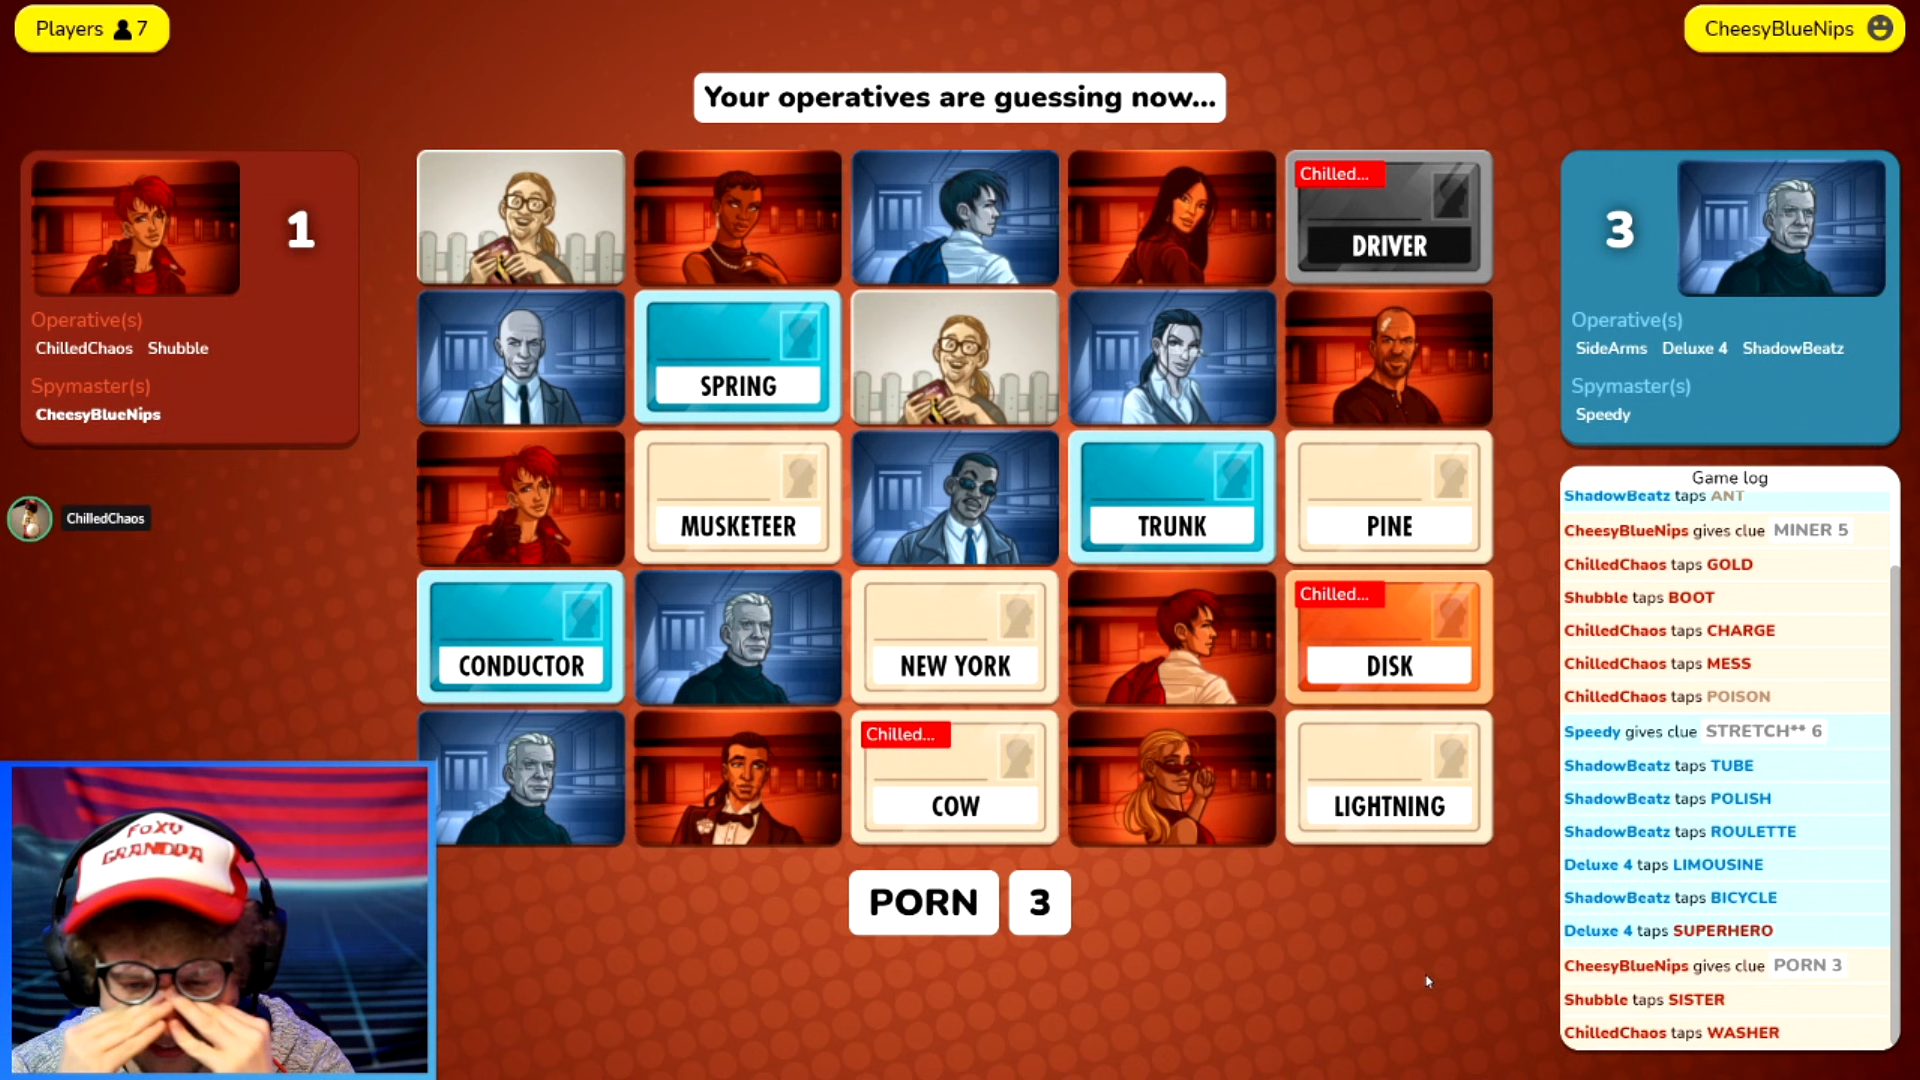 Players 7
CheesyBlueNips
Your operatives are guessing now...
1
Operative(s)
ChilledChaos Shubble
Spymaster(s)
CheesyBlueNips
ChilledChaos
Chilled...
DRIVER
SPRING
MUSKETEER
TRUNK
PINE
CONDUCTOR
NEW YORK
Chilled...
DISK
Chilled...
COW
LIGHTNING
PORN 3
3
Operative(s)
SideArms Deluxe 4 ShadowBeatz
Spymaster(s)
Speedy
Game log
ShadowBeatz taps ANT
CheesyBlueNips gives clue MINER 5
ChilledChaos taps GOLD
Shubble taps BOOT
ChilledChaos taps CHARGE
ChilledChaos taps MESS
ChilledChaos taps POISON
Speedy gives clue STRETCH** 6
ShadowBeatz taps TUBE
ShadowBeatz taps POLISH
ShadowBeatz taps ROULETTE
Deluxe 4 taps LIMOUSINE
ShadowBeatz taps BICYCLE
Deluxe 4 taps SUPERHERO
CheesyBlueNips gives clue PORN 3
Shubble taps SISTER
ChilledChaos taps WASHER
FOXY
GRANDPA